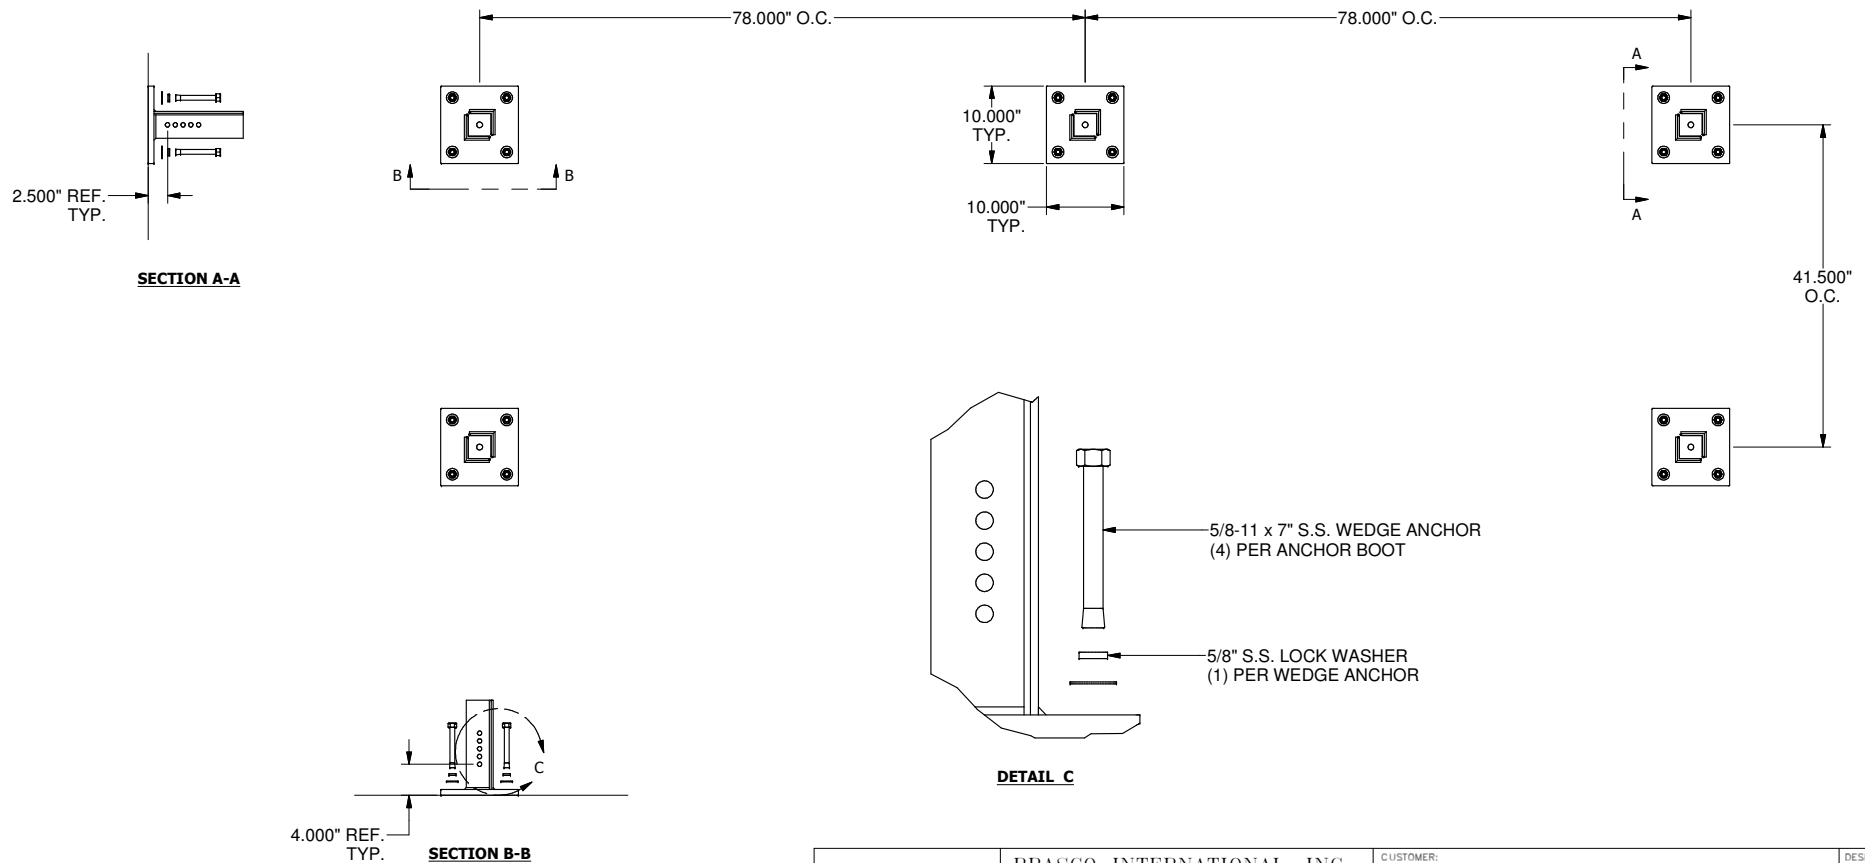 78.000" O.C.
78.000" O.C.
A
10.000"
TYP.
B
B
2.500" REF.
TYP.
10.000"
TYP.
A
SECTION A-A
41.500"
O.C.
5/8-11 x 7" S.S. WEDGE ANCHOR
(4) PER ANCHOR BOOT
5/8" S.S. LOCK WASHER
(1) PER WEDGE ANCHOR
C
DETAIL C
4.000" REF.
TYP.
SECTION B-B
BRASCO INTERNATIONAL, INC.
CUSTOMER: